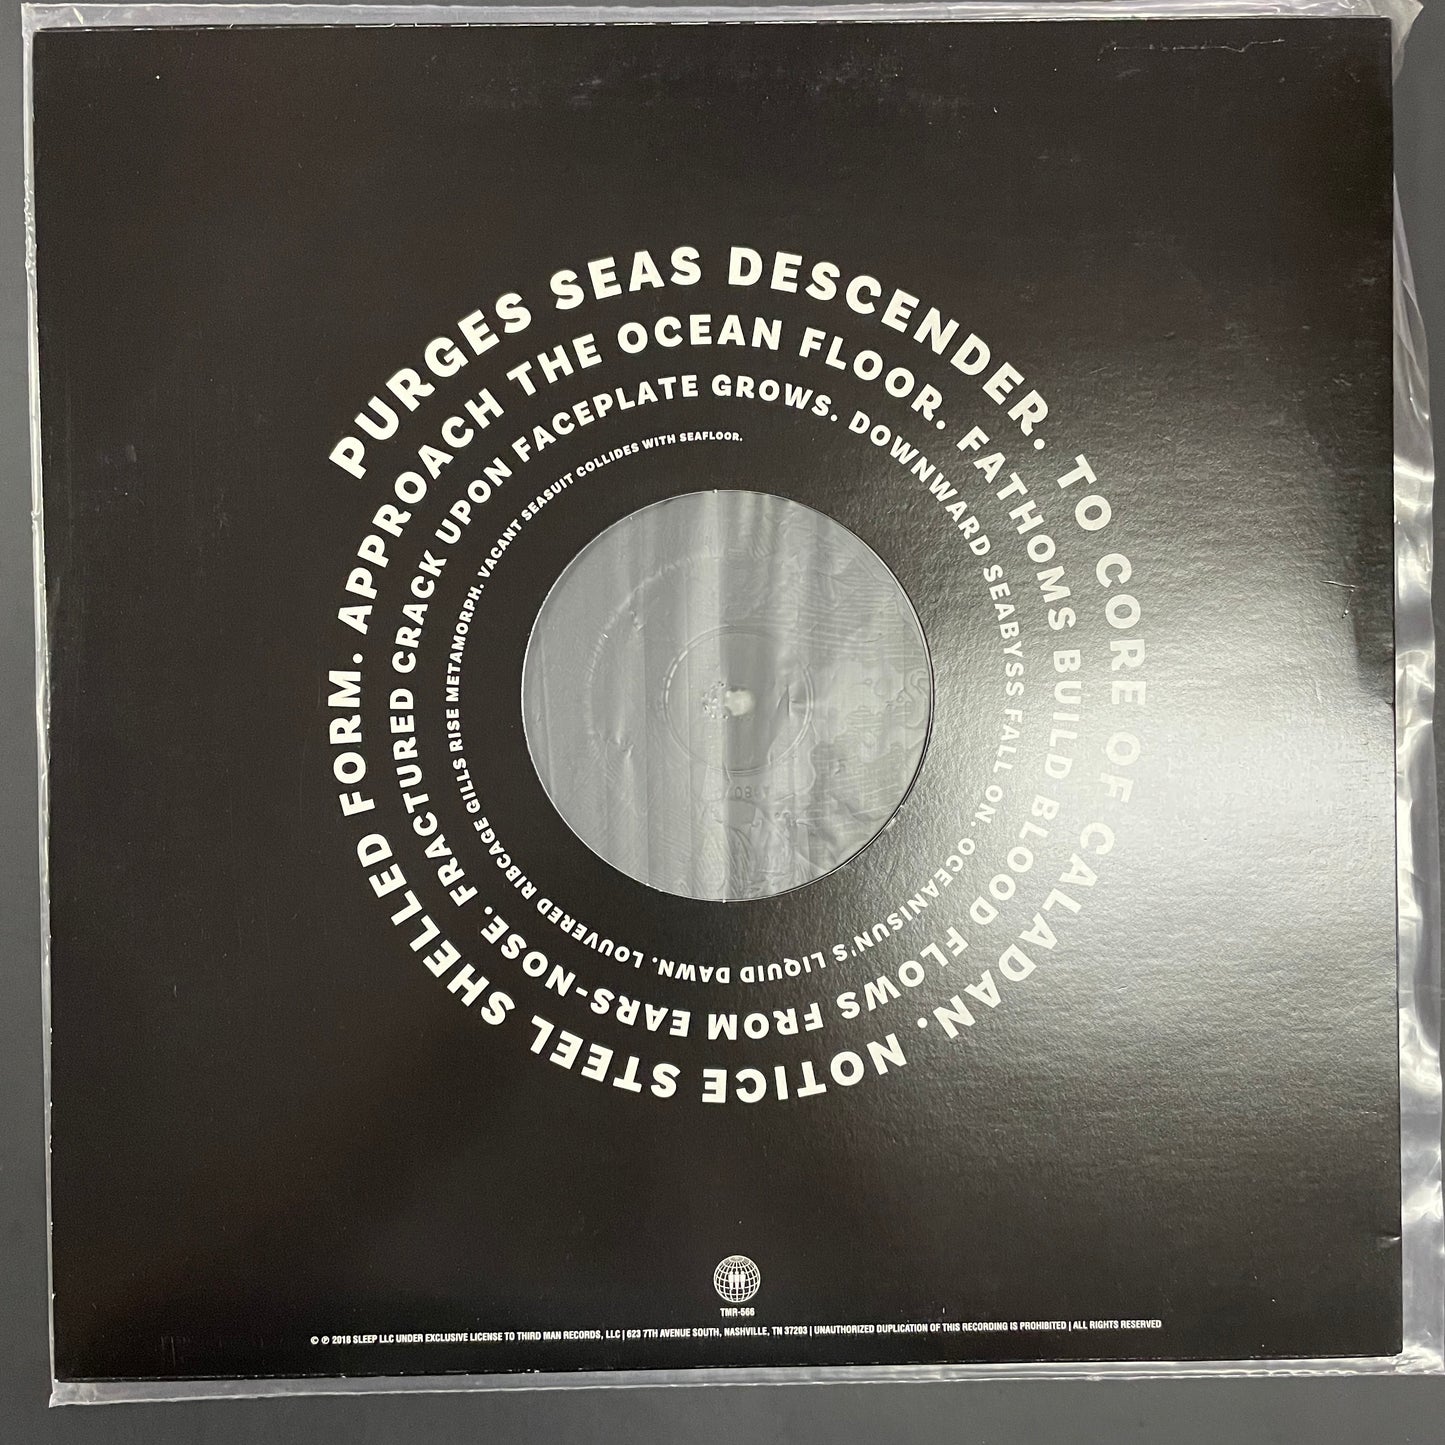 PURGES SEAS DESCENDER. TO CORE OF CALADAN. NOTICE STEEL SHELLED FORM.
APPROACH THE OCEAN FLOOR. FATHOMS BUILD BLOOD FLOWS FROM EARS-NOSE.
FRACTURED CRACK UPON FACEPLATE GROWS. DOWNWARD SEABYSS FALL ON. OCEANISUN'S LIQUID DAWN. LOUVERED RIBCAGE GILLS RISE METAMORPH.
VACANT SEASUIT COLLIDES WITH SEAFLOOR.
TMR-566
© ℗ 2018 SLEEP LLC UNDER EXCLUSIVE LICENSE TO THIRD MAN RECORDS, LLC | 623 7TH AVENUE SOUTH, NASHVILLE, TN 37203 | UNAUTHORIZED DUPLICATION OF THIS RECORDING IS PROHIBITED | ALL RIGHTS RESERVED